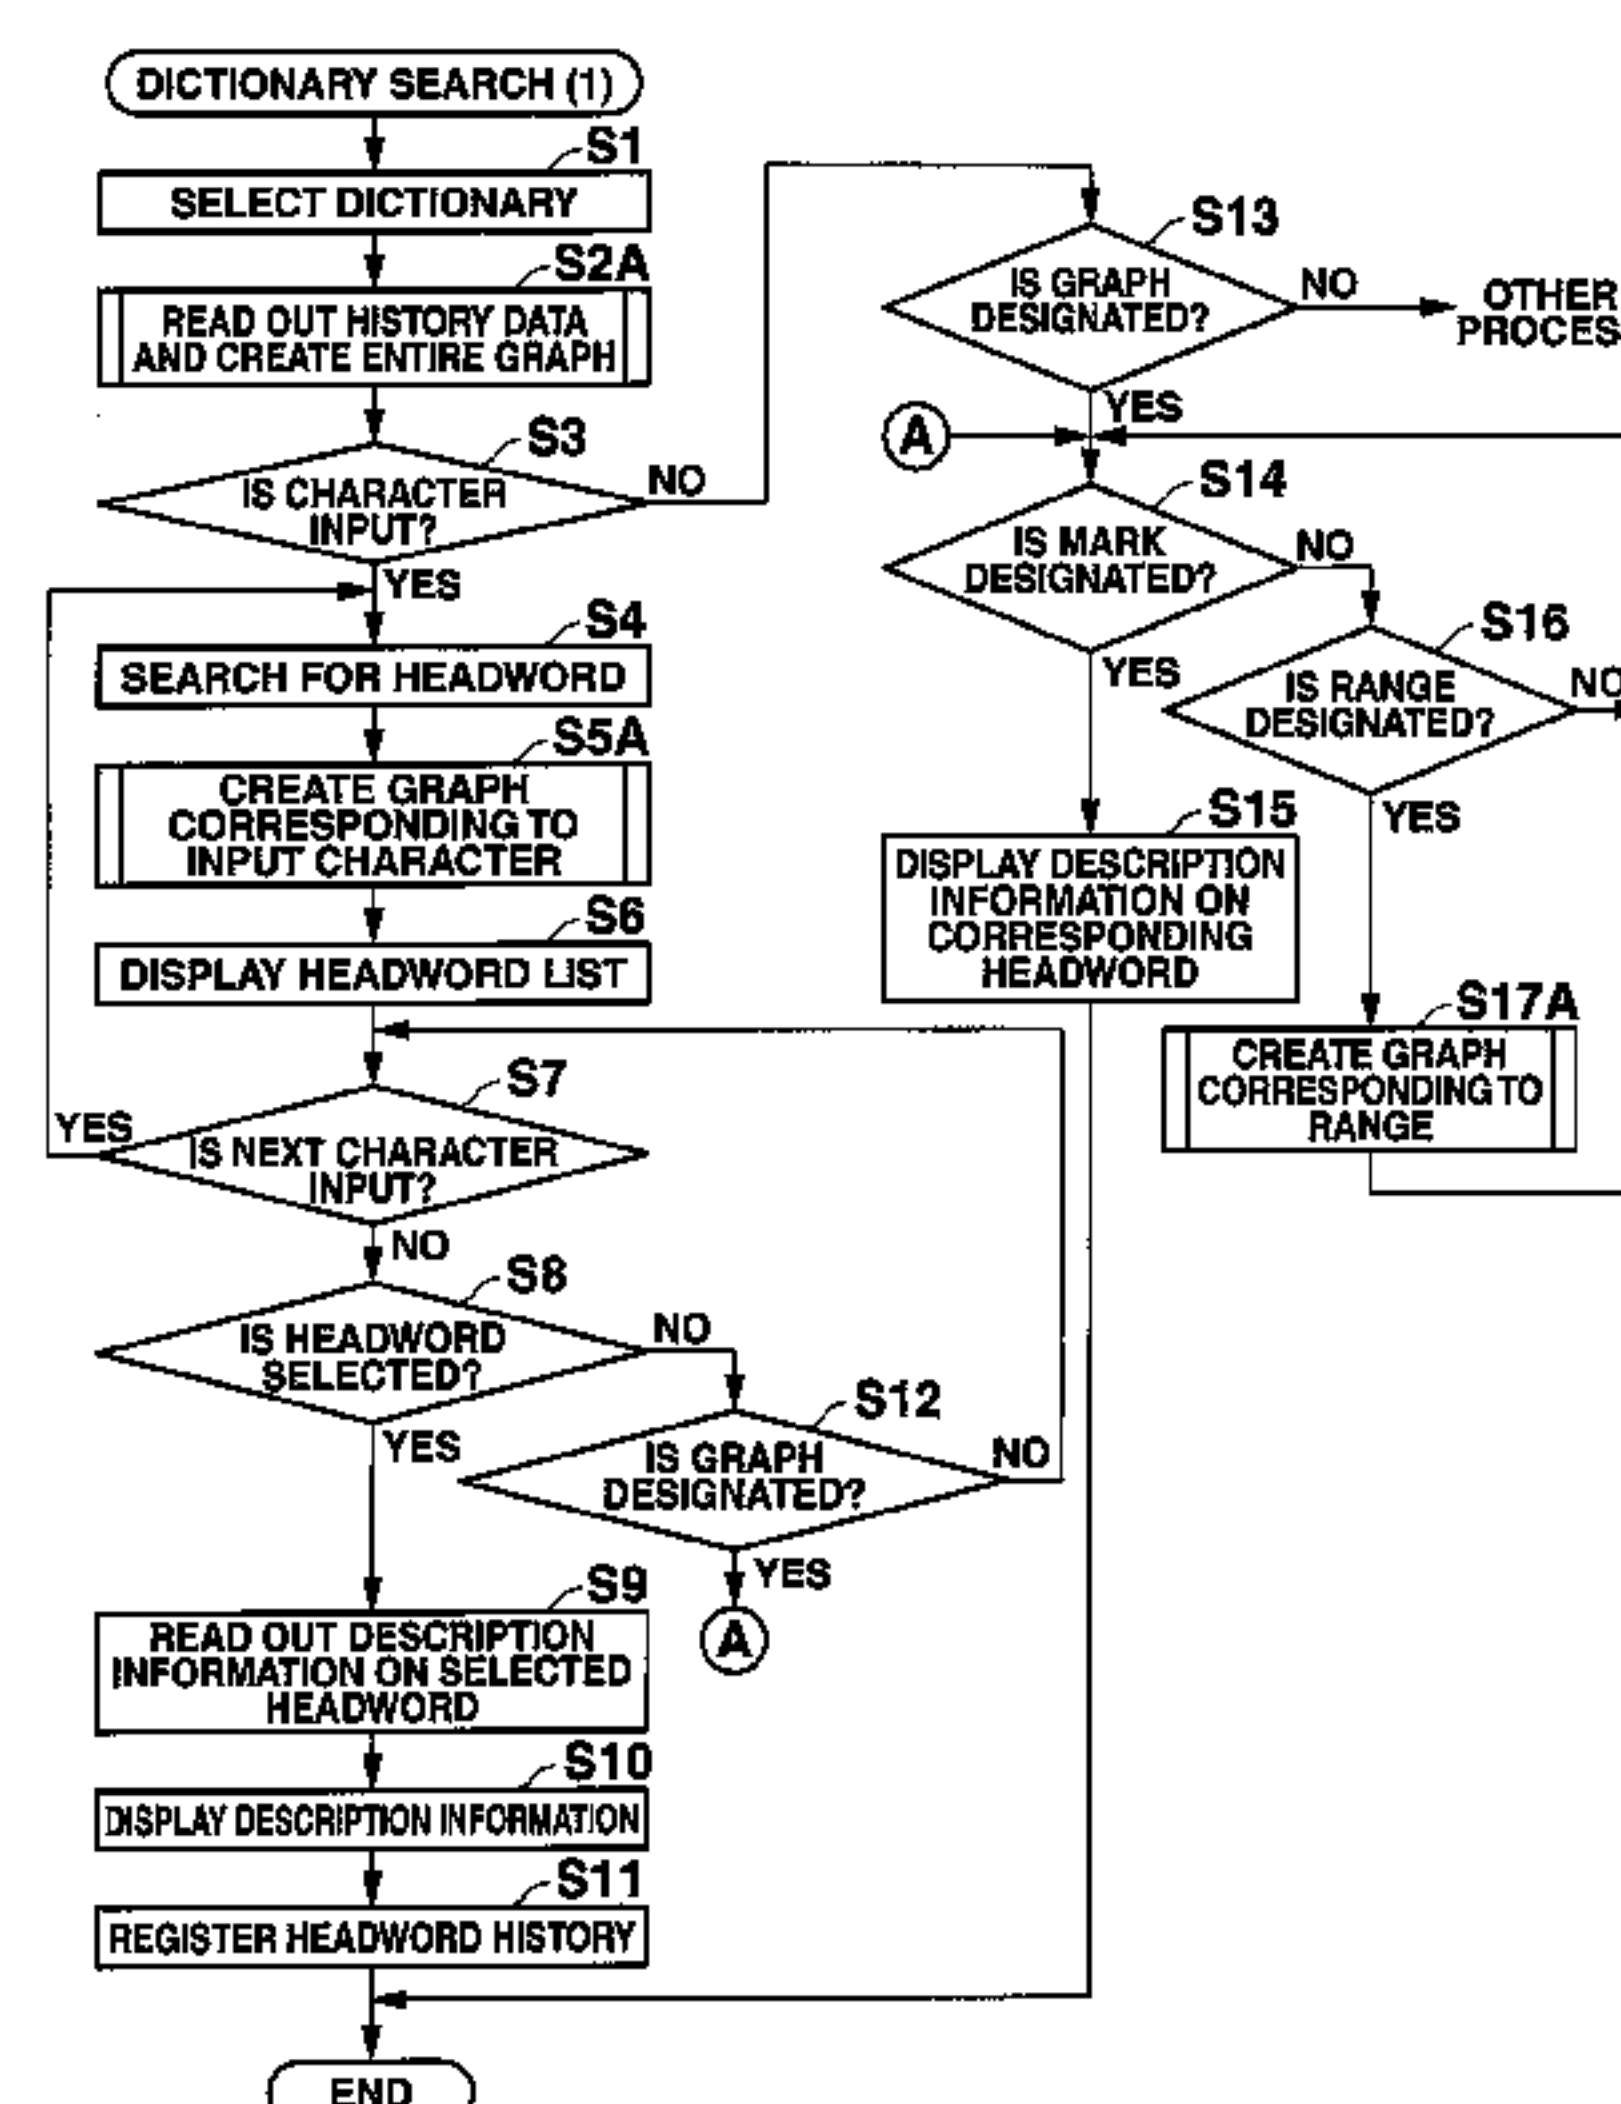 DICTIONARY SEARCH (1)
S1
SELECT DICTIONARY
S2A
READ OUT HISTORY DATA
AND CREATE ENTIRE GRAPH
S3
IS CHARACTER
INPUT?
NO
YES
S4
SEARCH FOR HEADWORD
S5A
CREATE GRAPH
CORRESPONDING TO
INPUT CHARACTER
S6
DISPLAY HEADWORD LIST
S7
IS NEXT CHARACTER
INPUT?
YES
NO
S8
IS HEADWORD
SELECTED?
NO
YES
S12
IS GRAPH
DESIGNATED?
NO
YES
A
S9
READ OUT DESCRIPTION
INFORMATION ON SELECTED
HEADWORD
S10
DISPLAY DESCRIPTION INFORMATION
S11
REGISTER HEADWORD HISTORY
END
S13
IS GRAPH
DESIGNATED?
NO
OTHER
PROCES
YES
A
S14
IS MARK
DESIGNATED?
NO
YES
S16
IS RANGE
DESIGNATED?
NO
YES
S15
DISPLAY DESCRIPTION
INFORMATION ON
CORRESPONDING
HEADWORD
S17A
CREATE GRAPH
CORRESPONDING TO
RANGE